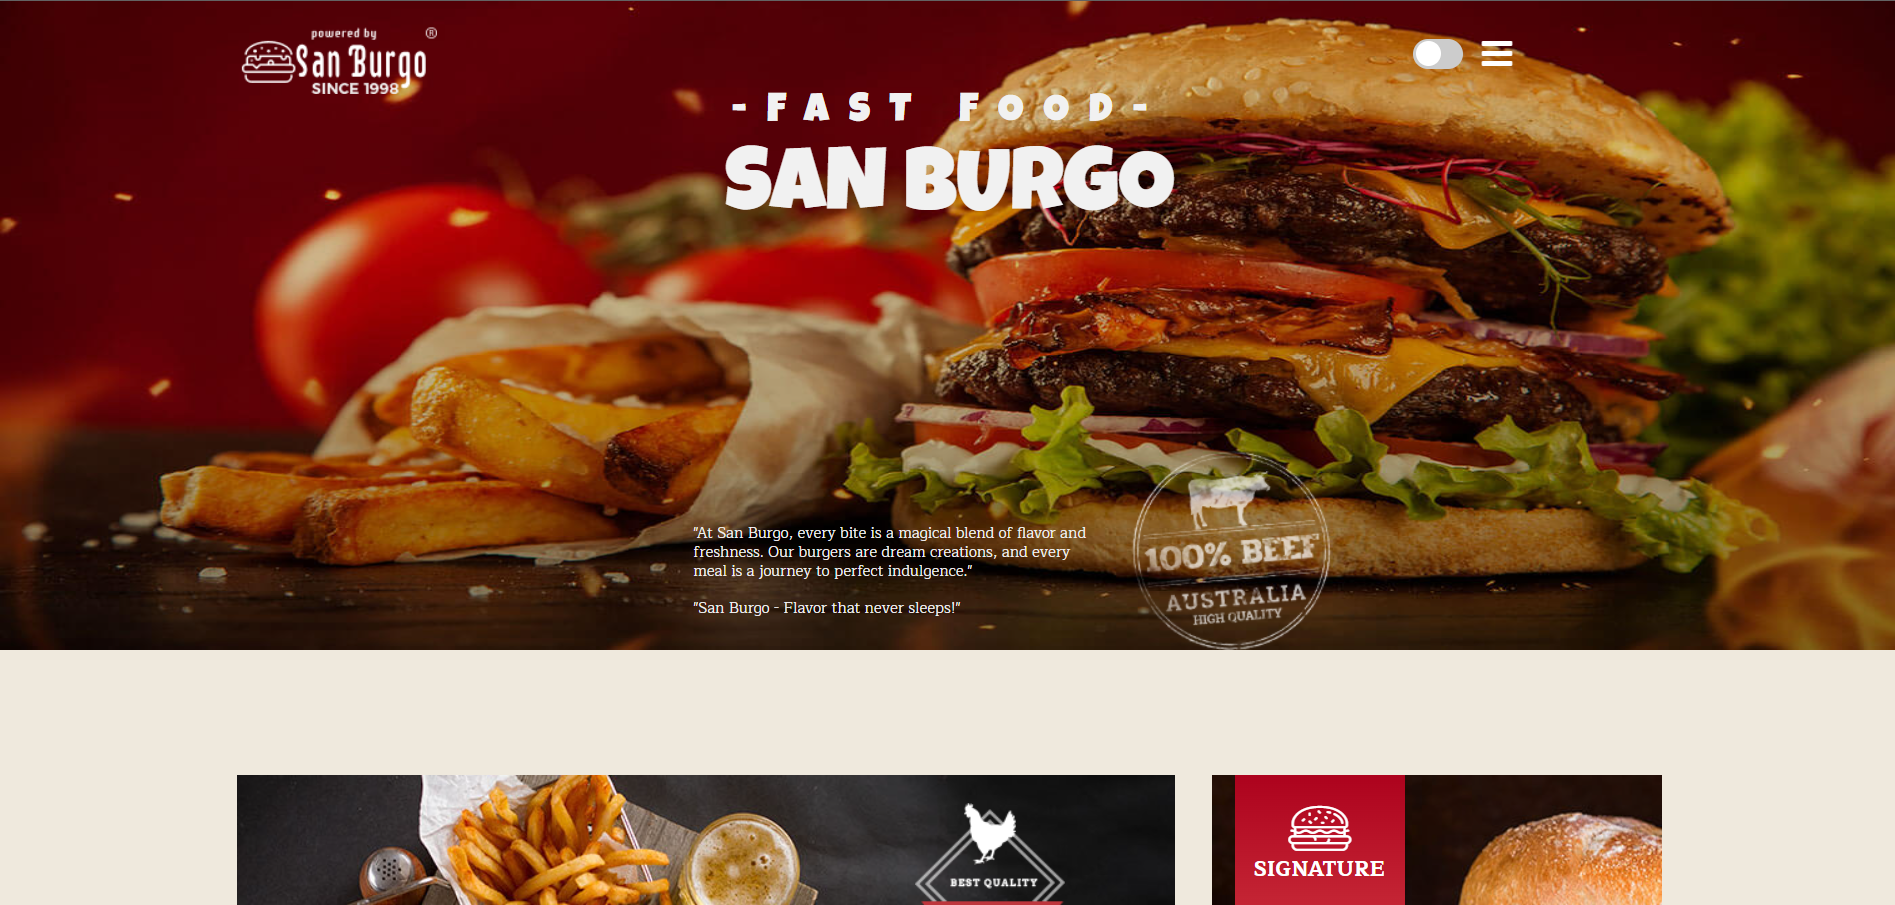 powered by
®
San Burgo
SINCE 1998
- FAST FOOD -
SAN BURGO
"At San Burgo, every bite is a magical blend of flavor and
freshness. Our burgers are dream creations, and every
meal is a journey to perfect indulgence."
"San Burgo - Flavor that never sleeps!"
100% BEEF
AUSTRALIA
HIGH QUALITY
BEST QUALITY
SIGNATURE